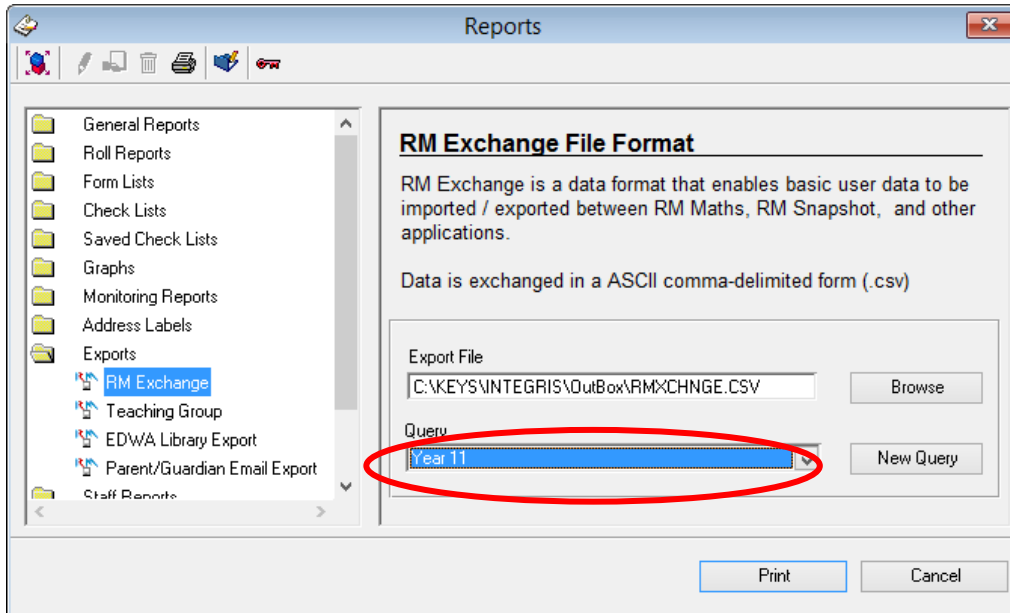 Reports
General Reports
Roll Reports
Form Lists
Check Lists
Saved Check Lists
Graphs
Monitoring Reports
Address Labels
Exports
RM Exchange
Teaching Group
EDWA Library Export
Parent/Guardian Email Export
Staff Reports
RM Exchange File Format
RM Exchange is a data format that enables basic user data to be
imported / exported between RM Maths, RM Snapshot,  and other
applications.
Data is exchanged in a ASCII comma-delimited form (.csv)
Export File
C:\KEYS\INTEGRIS\OutBox\RMXCHNGE.CSV
Browse
Query
Year 11
New Query
Print
Cancel